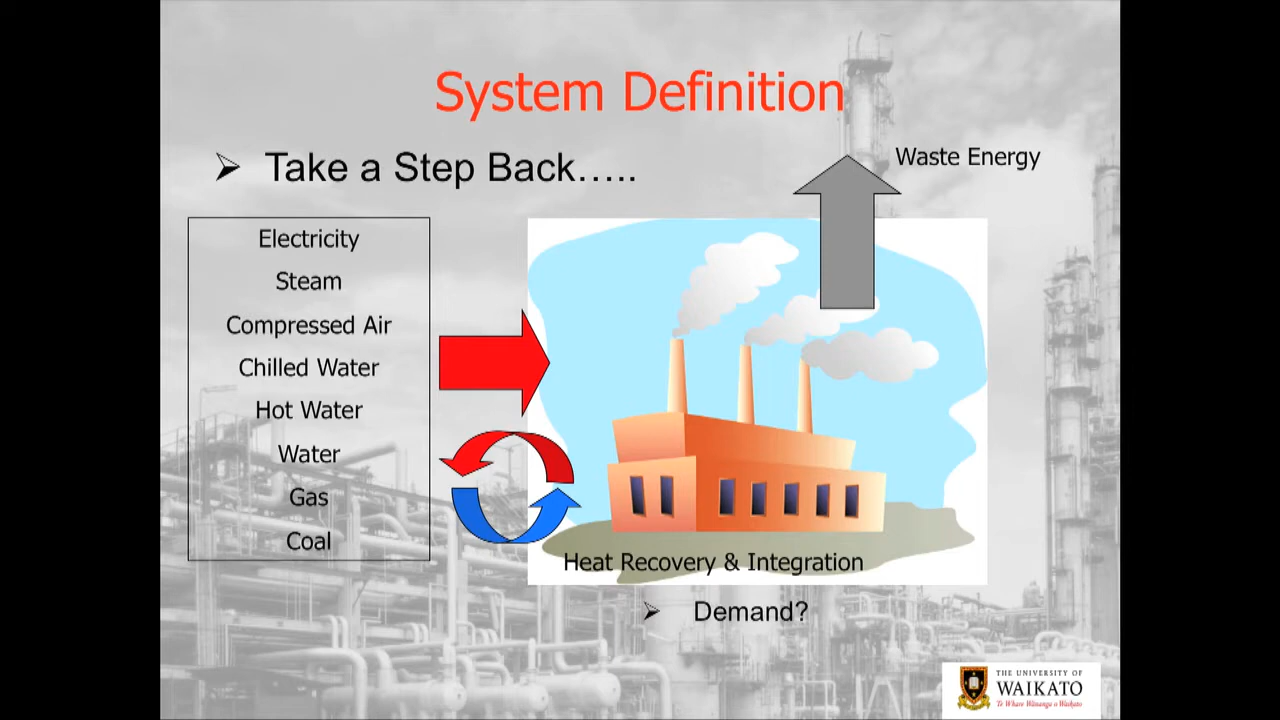 System Definition
Take a Step Back…..
Waste Energy
Electricity
Steam
Compressed Air
Chilled Water
Hot Water
Water
Gas
Coal
Heat Recovery & Integration
Demand?
THE UNIVERSITY OF
WAIKATO
Te Whare Wānanga o Waikato